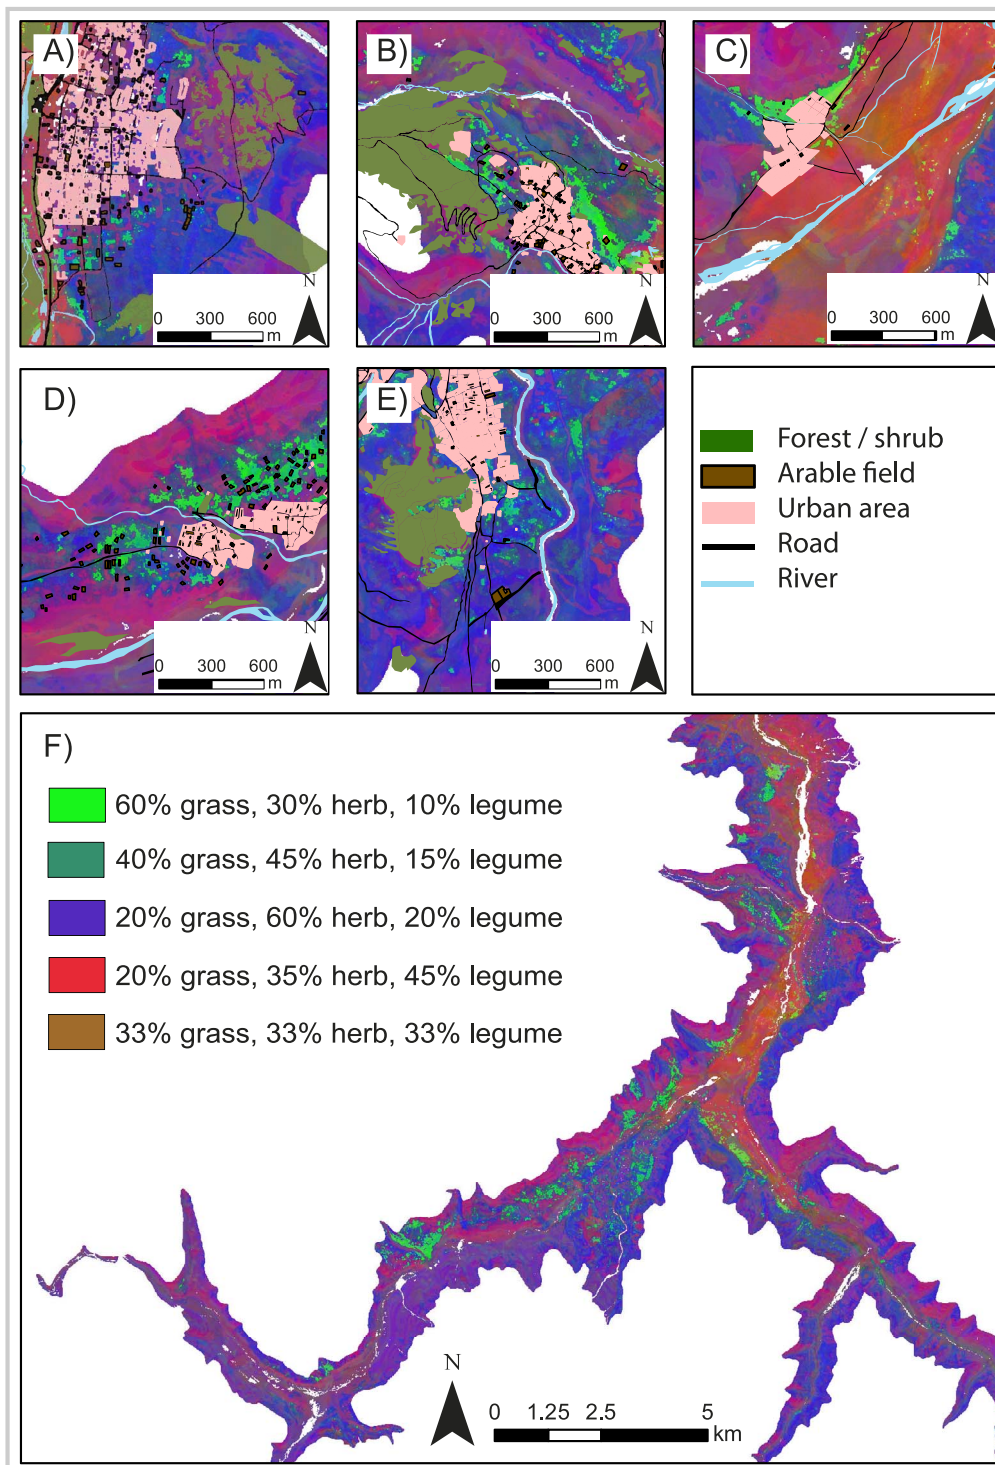 A)
N
0 300 600
m
B)
N
0 300 600
m
C)
N
0 300 600
m
D)
N
0 300 600
m
E)
N
0 300 600
m
Forest / shrub
Arable field
Urban area
Road
River
F)
60% grass, 30% herb, 10% legume
40% grass, 45% herb, 15% legume
20% grass, 60% herb, 20% legume
20% grass, 35% herb, 45% legume
33% grass, 33% herb, 33% legume
N
0 1.25 2.5 5
km